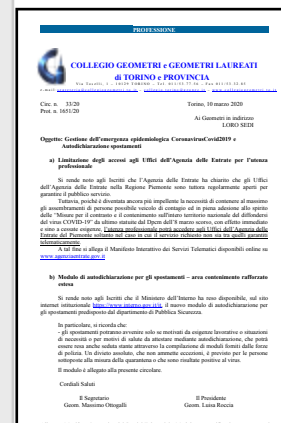 PROFESSIONE
COLLEGIO GEOMETRI e GEOMETRI LAUREATI
di TORINO e PROVINCIA
Circ. n. 33/20
Prot. n. 1651/20
Torino, 10 marzo 2020
Ai Geometri in indirizzo
LORO SEDI
Oggetto: Gestione dell'emergenza epidemiologica CoronavirusCovid2019 e
Autodichiarazione spostamenti
a) Limitazione degli accessi agli Uffici dell'Agenzia delle Entrate per l'utenza
professionale
Si rende noto agli Iscritti che l'Agenzia delle Entrate ha chiarito che gli Uffici
dell'Agenzia delle Entrate nella Regione Piemonte sono tuttora regolarmente aperti per
garantire il pubblico servizio.
Tuttavia, poiché è diventata ancora più impellente la necessità di contenere al massimo
gli assembramenti di persone possibile veicolo di contagio ed in piena adesione allo spirito
delle "Misure per il contrasto e il contenimento sull'intero territorio nazionale del diffondersi
del virus COVID-19" da ultimo statuite dal Dpcm dell'8 marzo scorso, con effetto immediato
e sino a cessate esigenze, l'utenza professionale potrà accedere agli Uffici dell'Agenzia delle
Entrate del Piemonte soltanto nel caso in cui il servizio richiesto non sia tra quelli garantiti
telematicamente.
A tal fine si allega il Manifesto Interattivo dei Servizi Telematici disponibili online su
www.agenziaentrate.gov.it
b) Modulo di autodichiarazione per gli spostamenti – area contenimento rafforzato
estesa
Si rende noto agli Iscritti che il Ministero dell'Interno ha reso disponibile, sul sito
internet istituzionale https://www.interno.gov.it/it, il nuovo modulo di autodichiarazione per
gli spostamenti predisposto dal dipartimento di Pubblica Sicurezza.
In particolare, si ricorda che:
- gli spostamenti potranno avvenire solo se motivati da esigenze lavorative o situazioni
di necessità o per motivi di salute da attestare mediante autodichiarazione, che potrà
essere resa anche seduta stante attraverso la compilazione di moduli forniti dalle forze
di polizia. Un divieto assoluto, che non ammette eccezioni, è previsto per le persone
sottoposte alla misura della quarantena o che sono risultate positive al virus.
Il modulo è allegato alla presente circolare.
Cordiali Saluti
Il Segretario
Geom. Massimo Ottogalli
Il Presidente
Geom. Luisa Roccia